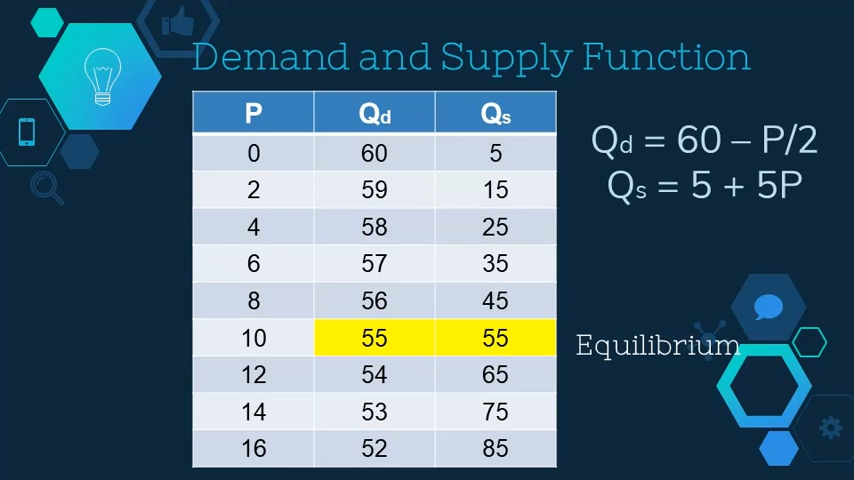 Demand and Supply Function
P Qd Qs
0 60 5
2 59 15
4 58 25
6 57 35
8 56 45
10 55 55
12 54 65
14 53 75
16 52 85
Qd = 60 – P/2
Qs = 5 + 5P
Equilibrium